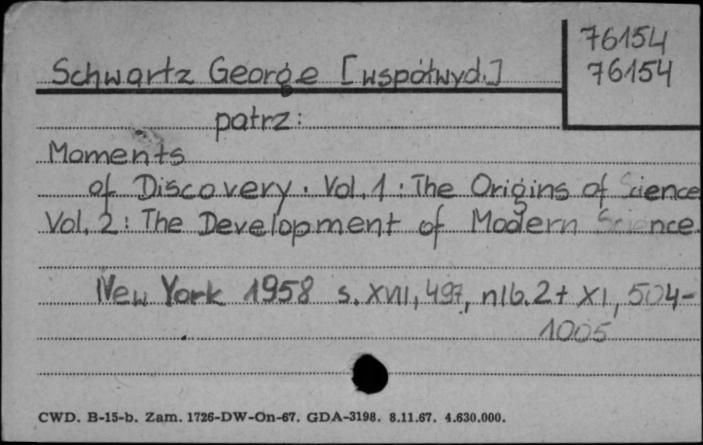 76154
76154
Schwartz George [współwyd.]
patrz:
Moments
of Discovery. Vol. 1: The Origins of Science
Vol. 2: The Development of Modern Science.
New York 1958 s. XVII, 497, nlb. 2 + XI, 504-
1005
CWD. B-15-b. Zam. 1726-DW-On-67. GDA-3198. 8.11.67. 4.630.000.